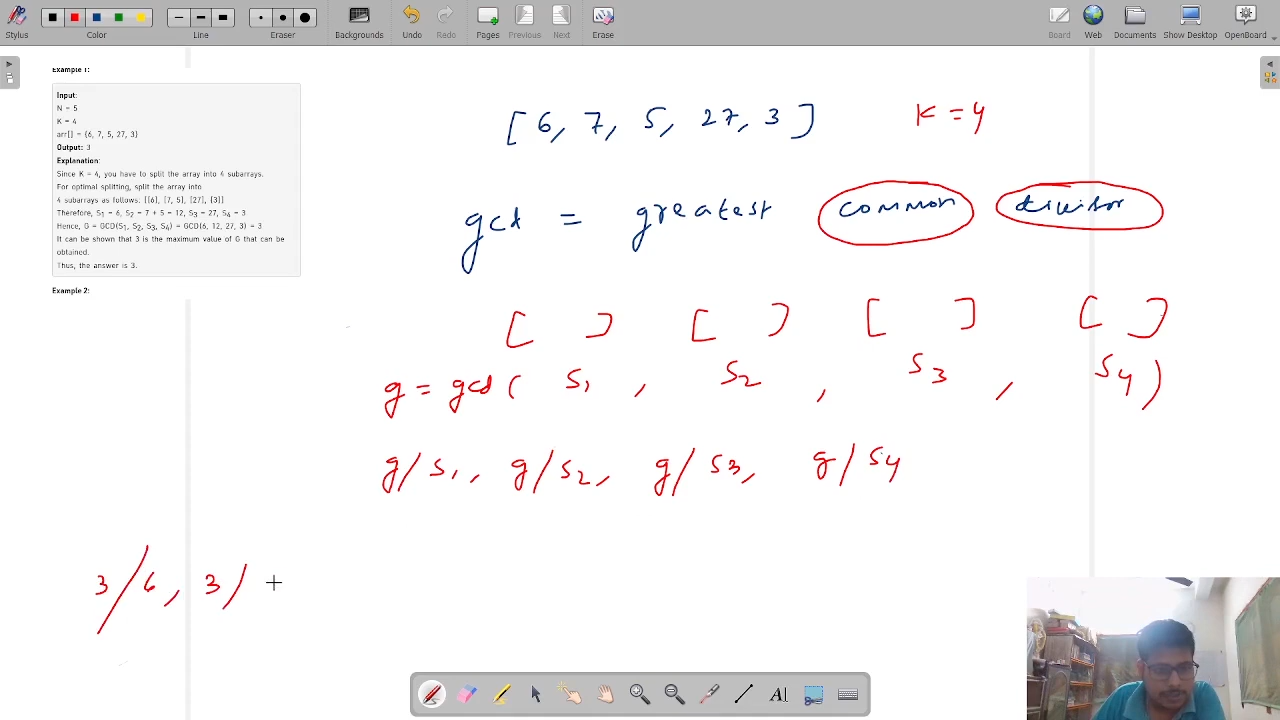 Stylus Color Line Eraser Backgrounds Undo Redo Pages Previous Next Erase Board Web Documents Show Desktop OpenBoard
Example 1:
Input:
N = 5
K = 4
arr[] = {6, 7, 5, 27, 3}
Output: 3
Explanation:
Since K = 4, you have to split the array into 4 subarrays.
For optimal splitting, split the array into
4 subarrays as follows: [[6], [7, 5], [27], [3]]
Therefore, S₁ = 6, S₂ = 7 + 5 = 12, S₃ = 27, S₄ = 3
Hence, G = GCD(S₁, S₂, S₃, S₄) = GCD(6, 12, 27, 3) = 3
It can be shown that 3 is the maximum value of G that can be
obtained.
Thus, the answer is 3.
Example 2:
[6, 7, 5, 27, 3] K = 4
gcd = greatest common divisor
[ ] [ ] [ ] [ ]
g = gcd( S1 , S2 , S3 , S4 )
g/S1, g/S2, g/S3, g/S4
3/6, 3/